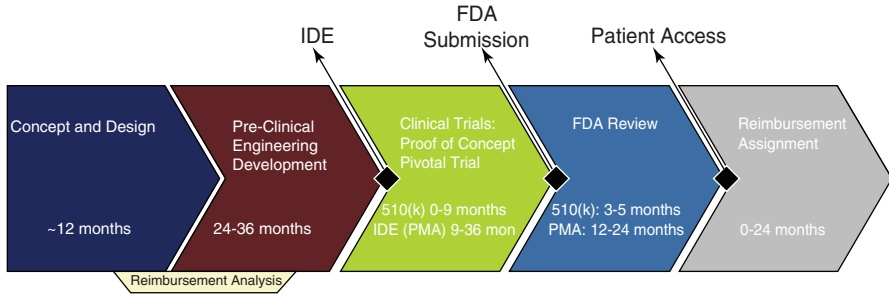 IDE
FDA
Submission
Patient Access
Concept and Design
~12 months
Pre-Clinical
Engineering
Development
24-36 months
Clinical Trials:
Proof of Concept
Pivotal Trial
510(k) 0-9 months
IDE (PMA) 9-36 mon
FDA Review
510(k): 3-5 months
PMA: 12-24 months
Reimbursement
Assignment
0-24 months
Reimbursement Analysis